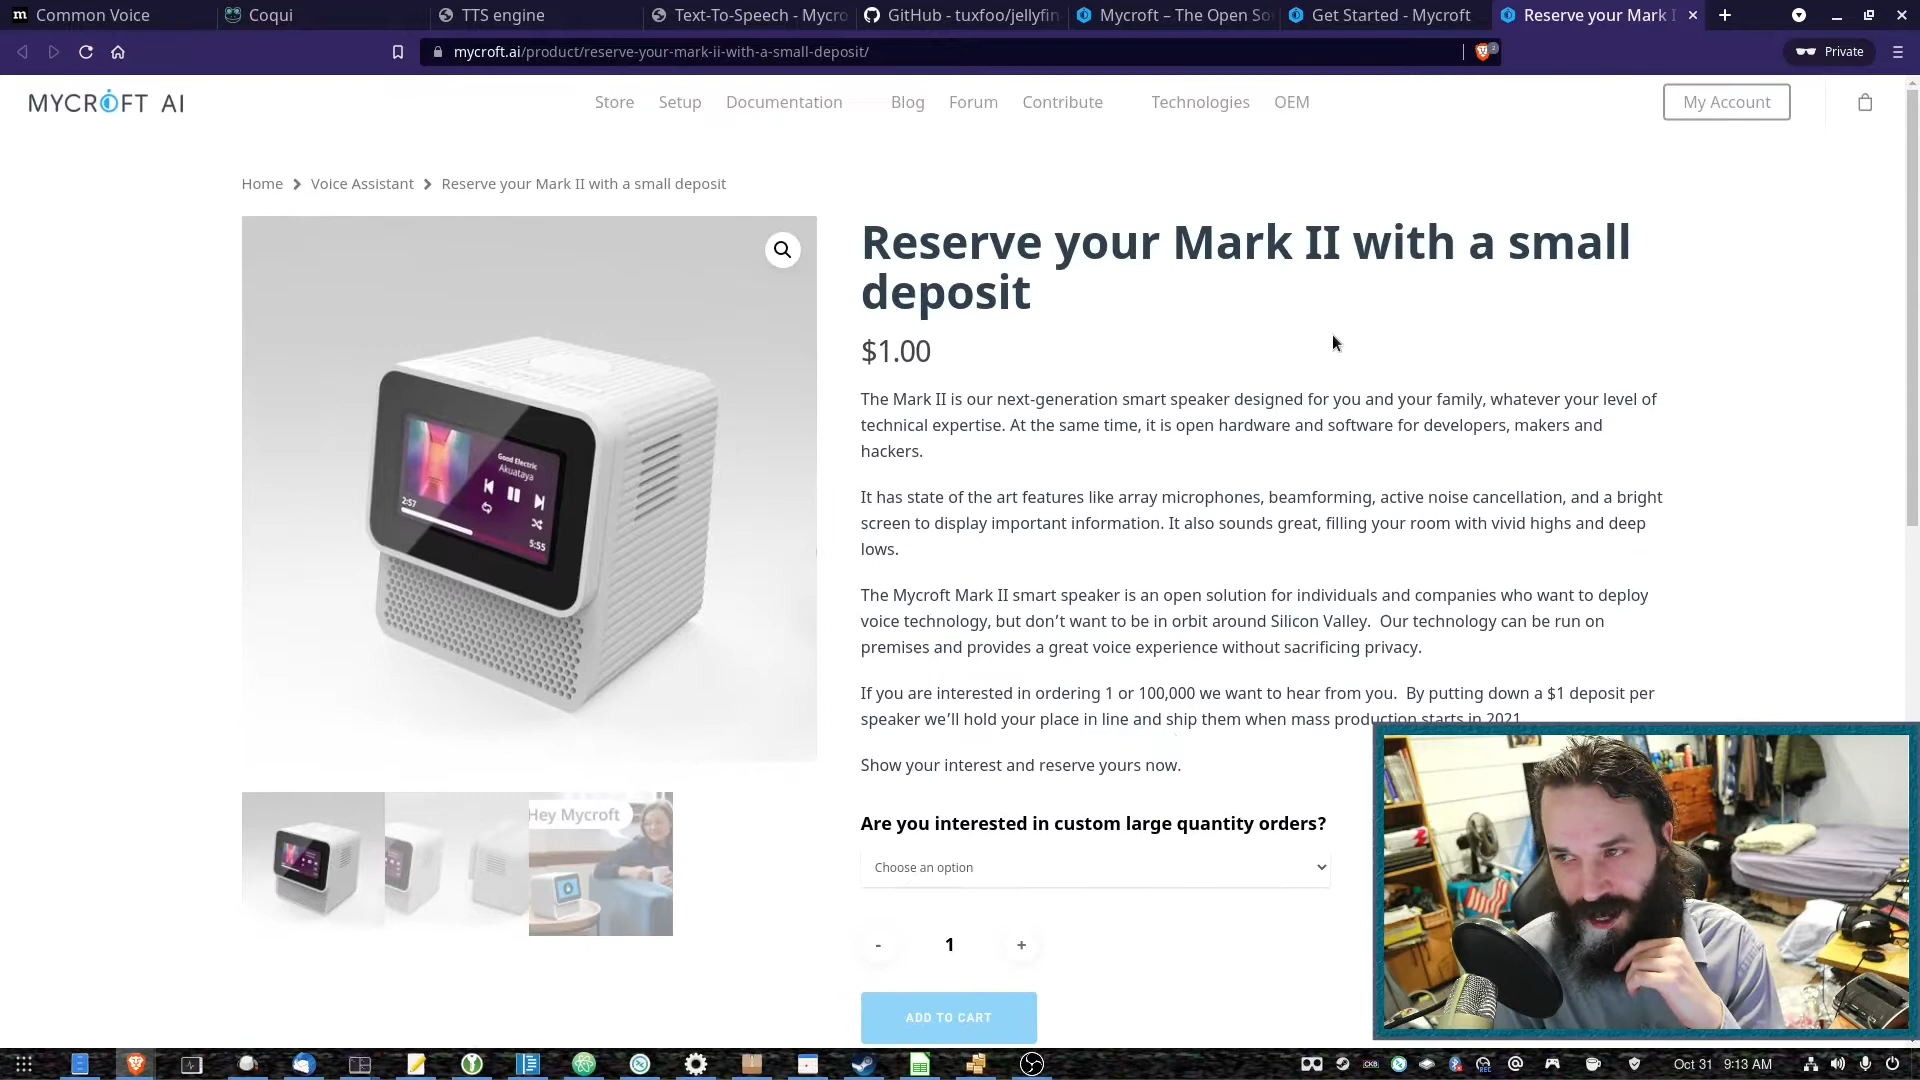 Common Voice
Coqui
TTS engine
Text-To-Speech - Mycro
GitHub - tuxfoo/jellyfin
Mycroft – The Open So
Get Started - Mycroft
Reserve your Mark I
mycroft.ai/product/reserve-your-mark-ii-with-a-small-deposit/
2
Private
MYCROFT AI
Store
Setup
Documentation
Blog
Forum
Contribute
Technologies
OEM
My Account
Home
Voice Assistant
Reserve your Mark II with a small deposit
Reserve your Mark II with a small
deposit
$1.00
The Mark II is our next-generation smart speaker designed for you and your family, whatever your level of
technical expertise. At the same time, it is open hardware and software for developers, makers and
hackers.
It has state of the art features like array microphones, beamforming, active noise cancellation, and a bright
screen to display important information. It also sounds great, filling your room with vivid highs and deep
lows.
The Mycroft Mark II smart speaker is an open solution for individuals and companies who want to deploy
voice technology, but don’t want to be in orbit around Silicon Valley.  Our technology can be run on
premises and provides a great voice experience without sacrificing privacy.
If you are interested in ordering 1 or 100,000 we want to hear from you.  By putting down a $1 deposit per
speaker we’ll hold your place in line and ship them when mass production starts in 2021.
Show your interest and reserve yours now.
Are you interested in custom large quantity orders?
Choose an option
- 1 +
ADD TO CART
Good Electric
Akuataya
2:57
5:55
Hey Mycroft
Oct 31 9:13 AM